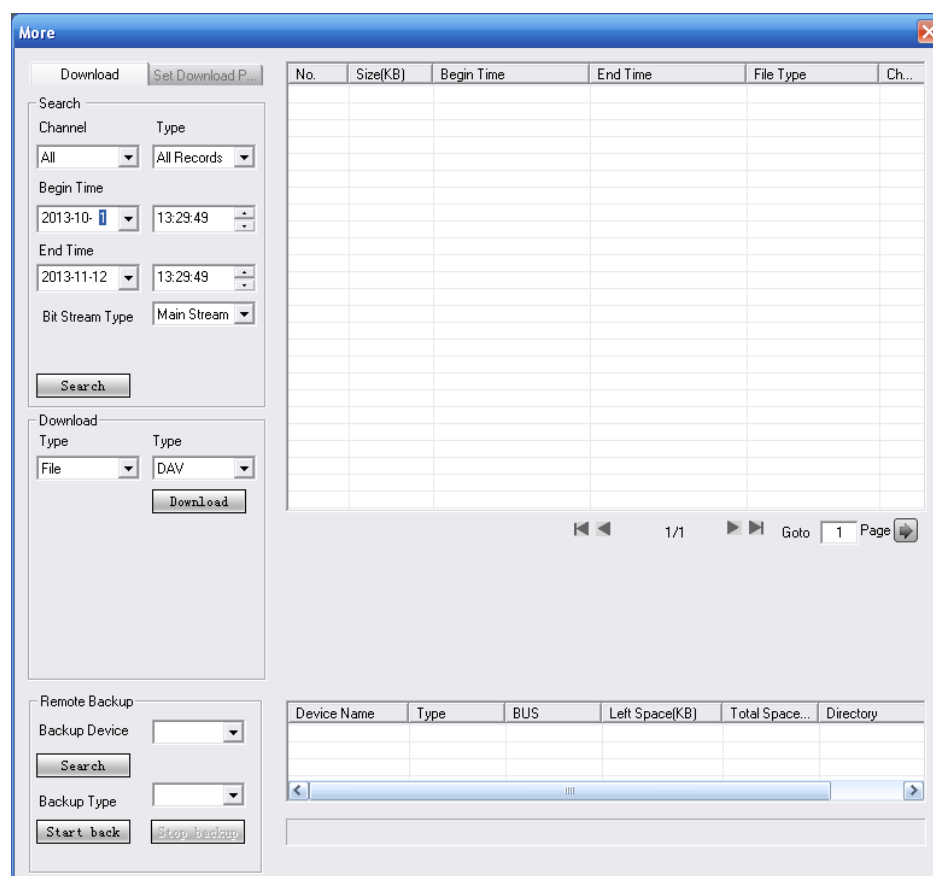 More
Download Set Download P...
Search
Channel Type
All All Records
Begin Time
2013-10- 1 13:29:49
End Time
2013-11-12 13:29:49
Bit Stream Type Main Stream
Search
Download
Type Type
File DAV
Download
Remote Backup
Backup Device
Search
Backup Type
Start back Stop backup
No. Size(KB) Begin Time End Time File Type Ch...
1/1 Goto 1 Page
Device Name Type BUS Left Space(KB) Total Space... Directory